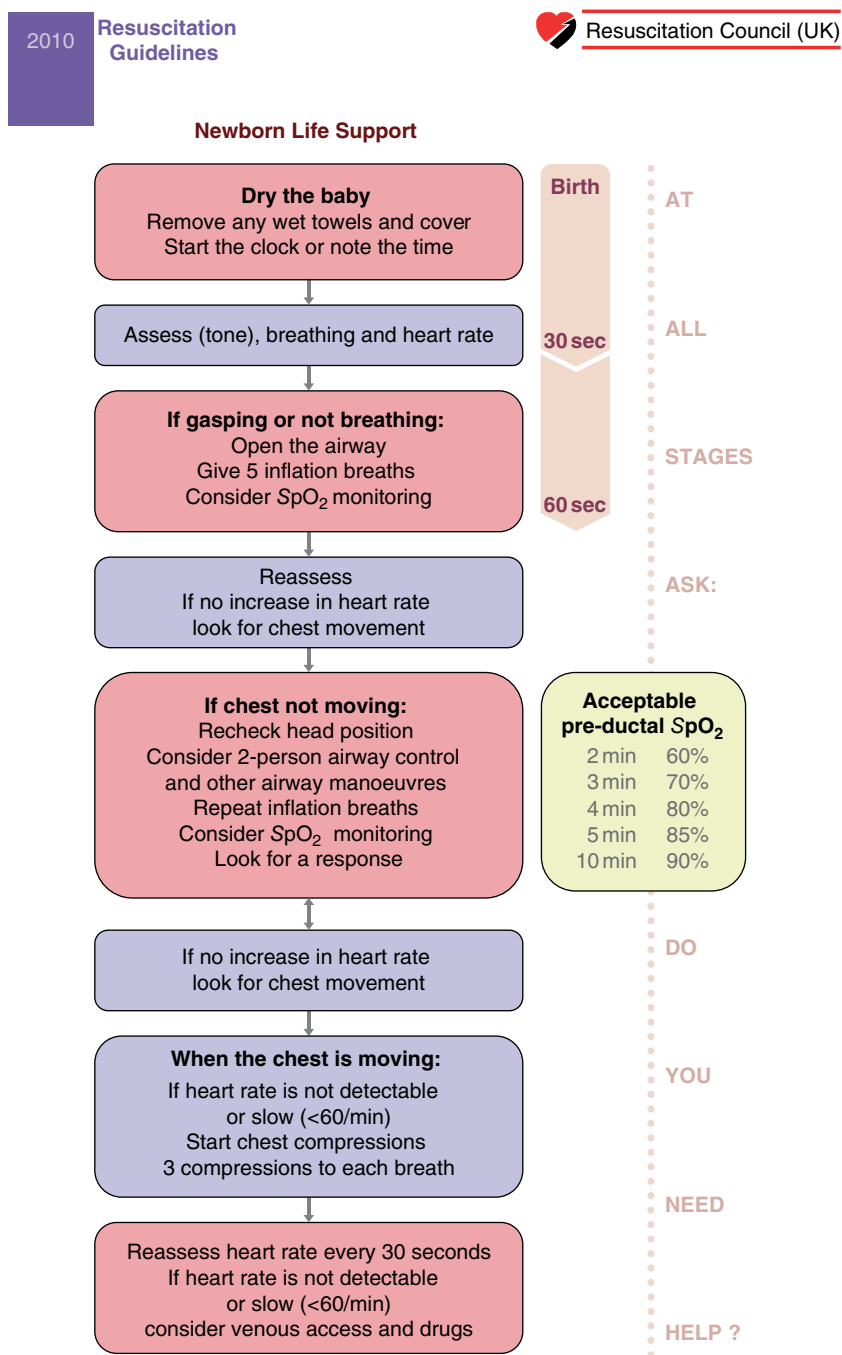 2010
Resuscitation
Guidelines
Resuscitation Council (UK)
Newborn Life Support
Dry the baby
Remove any wet towels and cover
Start the clock or note the time
Birth
AT
Assess (tone), breathing and heart rate
30 sec
ALL
If gasping or not breathing:
Open the airway
Give 5 inflation breaths
Consider SpO₂ monitoring
60 sec
STAGES
Reassess
If no increase in heart rate
look for chest movement
ASK:
If chest not moving:
Recheck head position
Consider 2-person airway control
and other airway manoeuvres
Repeat inflation breaths
Consider SpO₂ monitoring
Look for a response
Acceptable
pre-ductal SpO₂
2 min 60%
3 min 70%
4 min 80%
5 min 85%
10 min 90%
If no increase in heart rate
look for chest movement
DO
When the chest is moving:
If heart rate is not detectable
or slow (<60/min)
Start chest compressions
3 compressions to each breath
YOU
NEED
Reassess heart rate every 30 seconds
If heart rate is not detectable
or slow (<60/min)
consider venous access and drugs
HELP ?